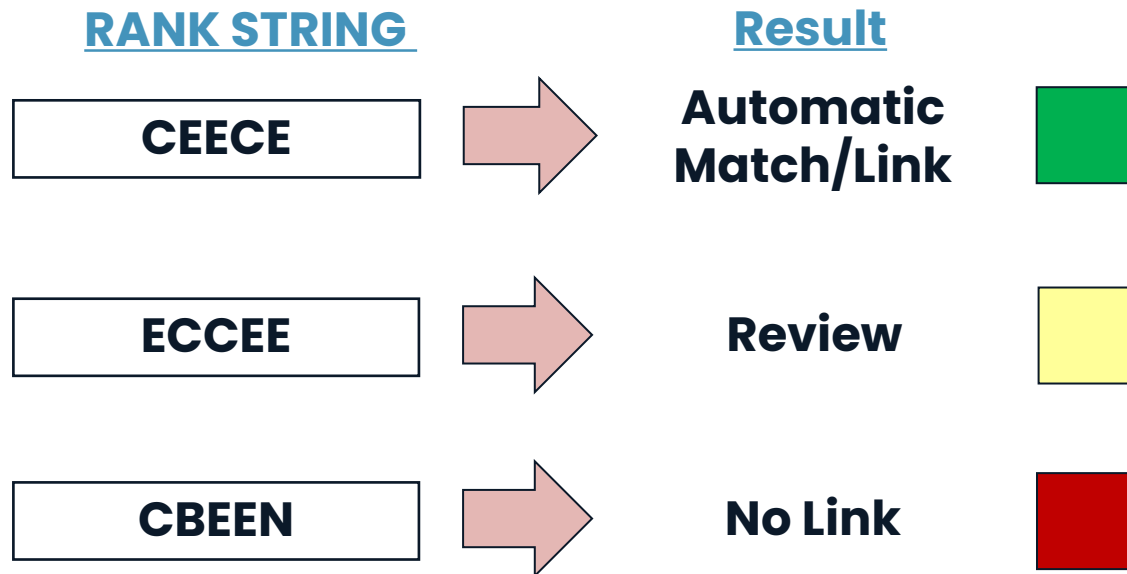 RANK STRING
Result
CEECE
Automatic
Match/Link
ECCEE
Review
CBEEN
No Link